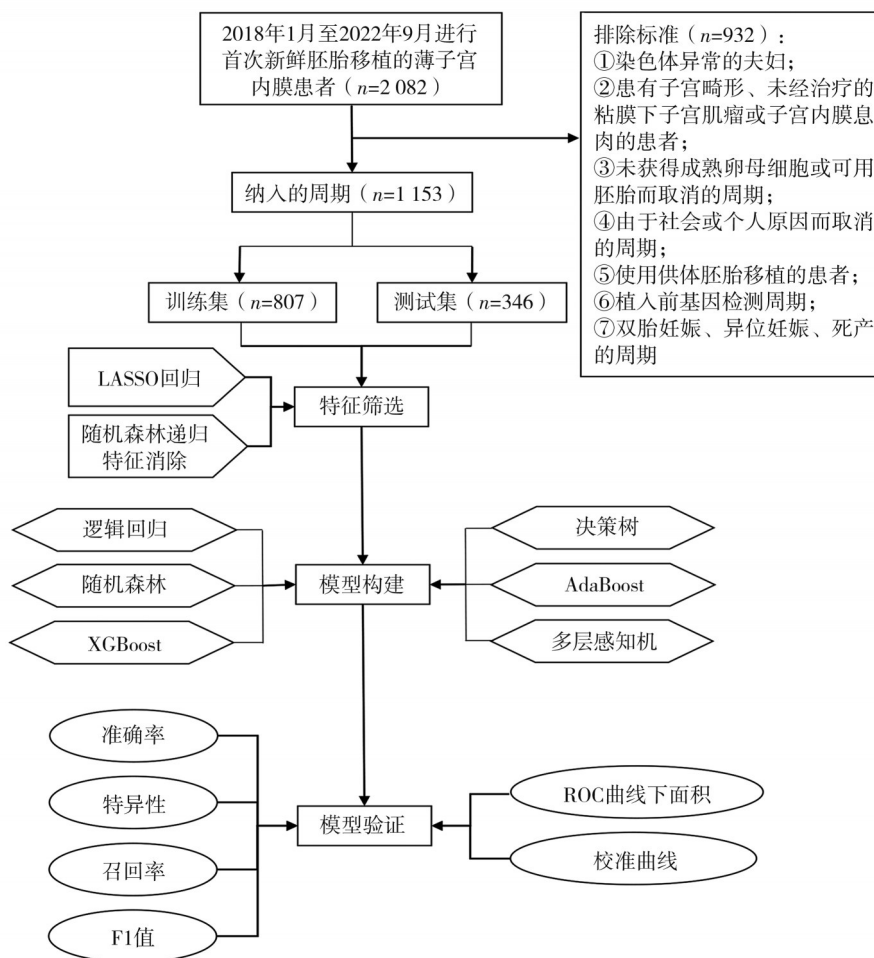 2018年1月至2022年9月进行
首次新鲜胚胎移植的薄子宫
内膜患者（n=2 082）
排除标准（n=932）：
①染色体异常的夫妇；
②患有子宫畸形、未经治疗的
粘膜下子宫肌瘤或子宫内膜息
肉的患者；
③未获得成熟卵母细胞或可用
胚胎而取消的周期；
④由于社会或个人原因而取消
的周期；
⑤使用供体胚胎移植的患者；
⑥植入前基因检测周期；
⑦双胎妊娠、异位妊娠、死产
的周期
纳入的周期（n=1 153）
训练集（n=807）
测试集（n=346）
LASSO回归
随机森林递归
特征消除
特征筛选
逻辑回归
随机森林
XGBoost
模型构建
决策树
AdaBoost
多层感知机
准确率
特异性
召回率
F1值
模型验证
ROC曲线下面积
校准曲线